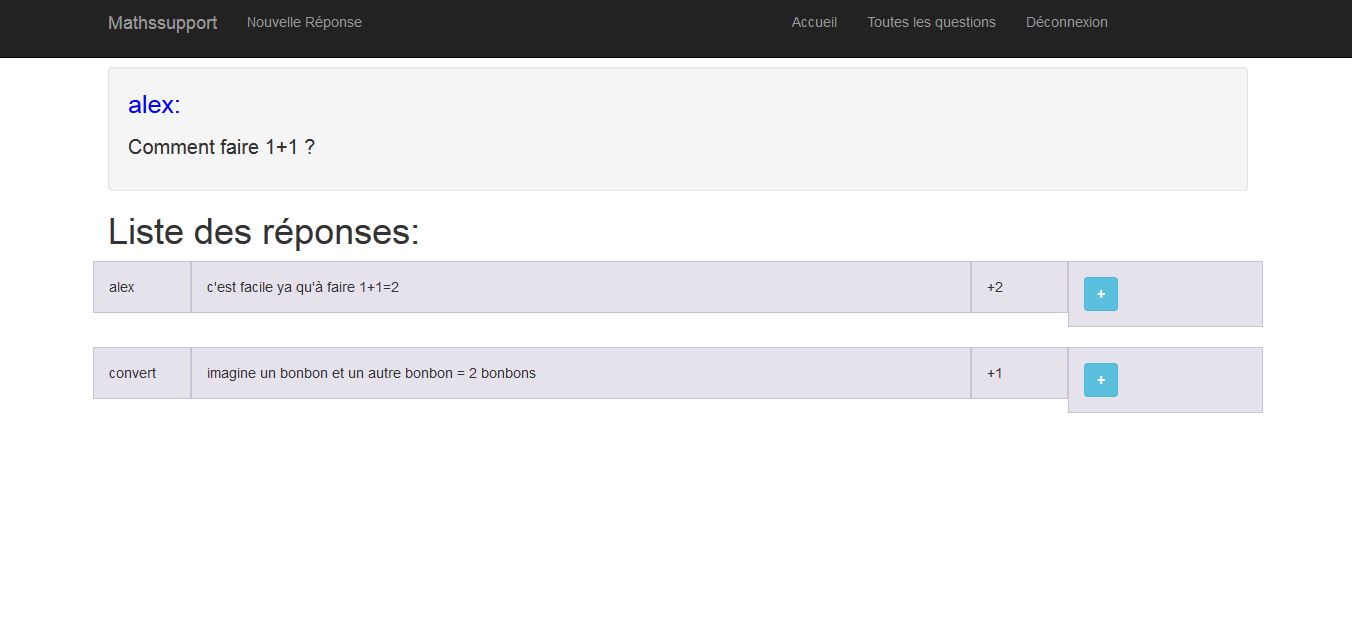 Mathssupport Nouvelle Réponse Accueil Toutes les questions Déconnexion
alex:
Comment faire 1+1 ?
Liste des réponses:
alex c'est facile ya qu'à faire 1+1=2 +2 +
convert imagine un bonbon et un autre bonbon = 2 bonbons +1 +